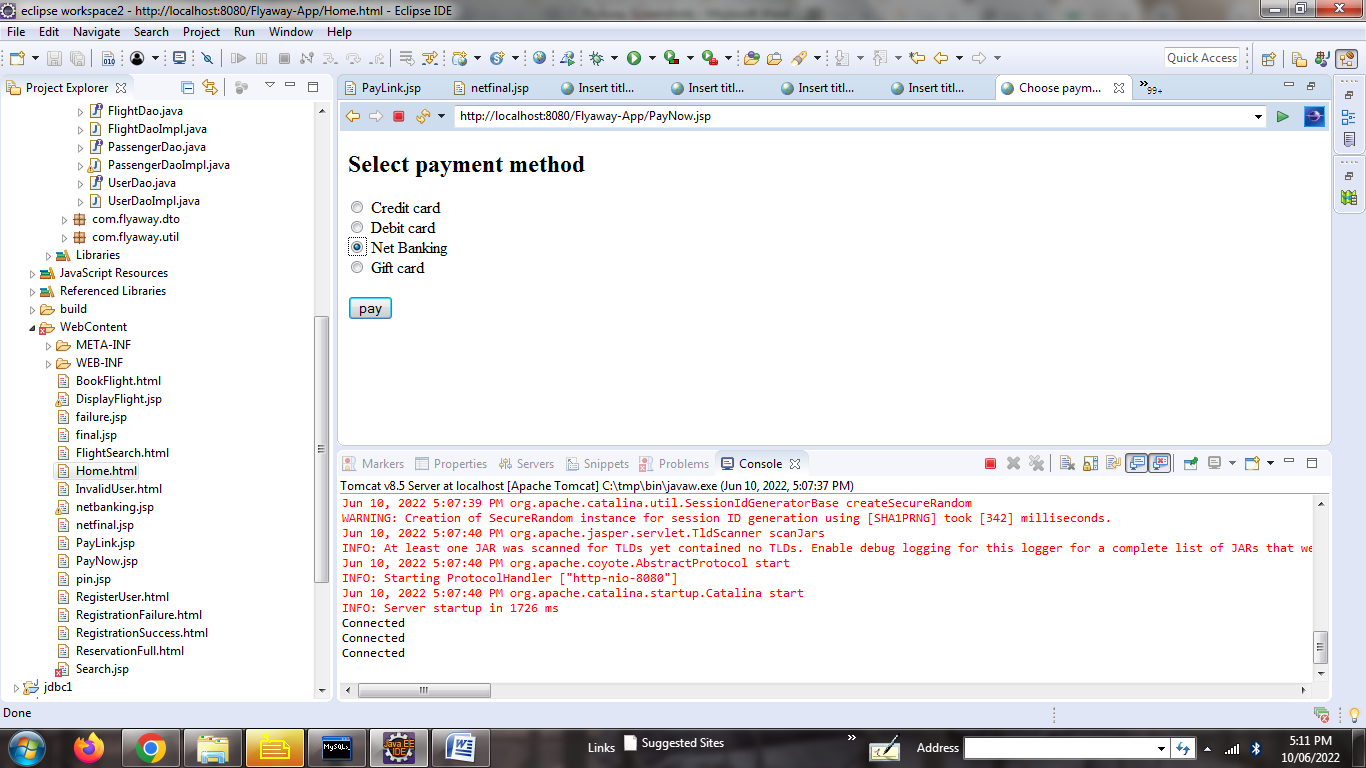 eclipse workspace2 - http://localhost:8080/Flyaway-App/Home.html - Eclipse IDE
File Edit Navigate Search Project Run Window Help
Quick Access
Project Explorer
FlightDao.java
FlightDaoImpl.java
PassengerDao.java
PassengerDaoImpl.java
UserDao.java
UserDaoImpl.java
com.flyaway.dto
com.flyaway.util
Libraries
JavaScript Resources
Referenced Libraries
build
WebContent
META-INF
WEB-INF
BookFlight.html
DisplayFlight.jsp
failure.jsp
final.jsp
FlightSearch.html
Home.html
InvalidUser.html
netbanking.jsp
netfinal.jsp
PayLink.jsp
PayNow.jsp
pin.jsp
RegisterUser.html
RegistrationFailure.html
RegistrationSuccess.html
ReservationFull.html
Search.jsp
jdbc1
PayLink.jsp netfinal.jsp Insert titl... Insert titl... Insert titl... Insert titl... Choose paym... »99+
http://localhost:8080/Flyaway-App/PayNow.jsp
Select payment method
Credit card
Debit card
Net Banking
Gift card
pay
Markers Properties Servers Snippets Problems Console
Tomcat v8.5 Server at localhost [Apache Tomcat] C:\tmp\bin\javaw.exe (Jun 10, 2022, 5:07:37 PM)
Jun 10, 2022 5:07:39 PM org.apache.catalina.util.SessionIdGeneratorBase createSecureRandom
WARNING: Creation of SecureRandom instance for session ID generation using [SHA1PRNG] took [342] milliseconds.
Jun 10, 2022 5:07:40 PM org.apache.jasper.servlet.TldScanner scanJars
INFO: At least one JAR was scanned for TLDs yet contained no TLDs. Enable debug logging for this logger for a complete list of JARs that we
Jun 10, 2022 5:07:40 PM org.apache.coyote.AbstractProtocol start
INFO: Starting ProtocolHandler ["http-nio-8080"]
Jun 10, 2022 5:07:40 PM org.apache.catalina.startup.Catalina start
INFO: Server startup in 1726 ms
Connected
Connected
Connected
Done
MySQL
Java EE
IDE
Links Suggested Sites » Address
5:11 PM
10/06/2022